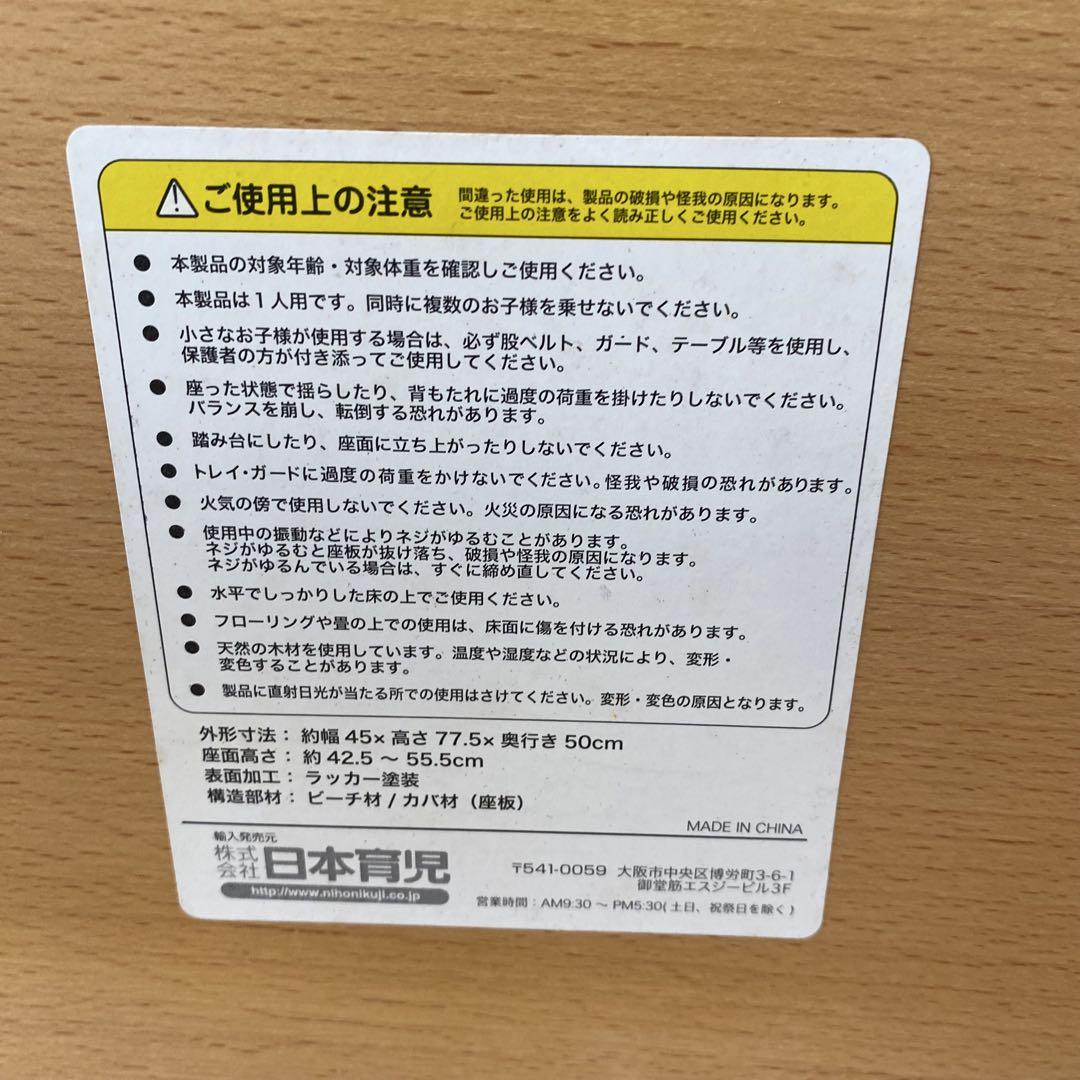 ご使用上の注意
間違った使用は、製品の破損や怪我の原因になります。
ご使用上の注意をよく読み正しくご使用ください。
● 本製品の対象年齢・対象体重を確認しご使用ください。
● 本製品は1人用です。同時に複数のお子様を乗せないでください。
● 小さなお子様が使用する場合は、必ず股ベルト、ガード、テーブル等を使用し、
保護者の方が付き添ってご使用してください。
● 座った状態で揺らしたり、背もたれに過度の荷重を掛けたりしないでください。
バランスを崩し、転倒する恐れがあります。
● 踏み台にしたり、座面に立ち上がったりしないでください。
● トレイ・ガードに過度の荷重をかけないでください。怪我や破損の恐れがあります。
● 火気の傍で使用しないでください。火災の原因になる恐れがあります。
● 使用中の振動などによりネジがゆるむことがあります。
ネジがゆるむと座板が抜け落ち、破損や怪我の原因になります。
ネジがゆるんでいる場合は、すぐに締め直してください。
● 水平でしっかりした床の上でご使用ください。
● フローリングや畳の上での使用は、床面に傷を付ける恐れがあります。
● 天然の木材を使用しています。温度や湿度などの状況により、変形・
変色することがあります。
● 製品に直射日光が当たる所での使用はさけてください。変形・変色の原因となります。
外形寸法：約幅 45× 高さ 77.5× 奥行き 50cm
座面高さ：約 42.5 ～ 55.5cm
表面加工：ラッカー塗装
構造部材：ビーチ材 / カバ材（座板）
MADE IN CHINA
輸入発売元
株式会社 日本育児
http://www.nihonikuji.co.jp
〒541-0059 大阪市中央区博労町3-6-1
御堂筋エスジービル3F
営業時間：AM9:30 ～ PM5:30(土日、祝祭日を除く)